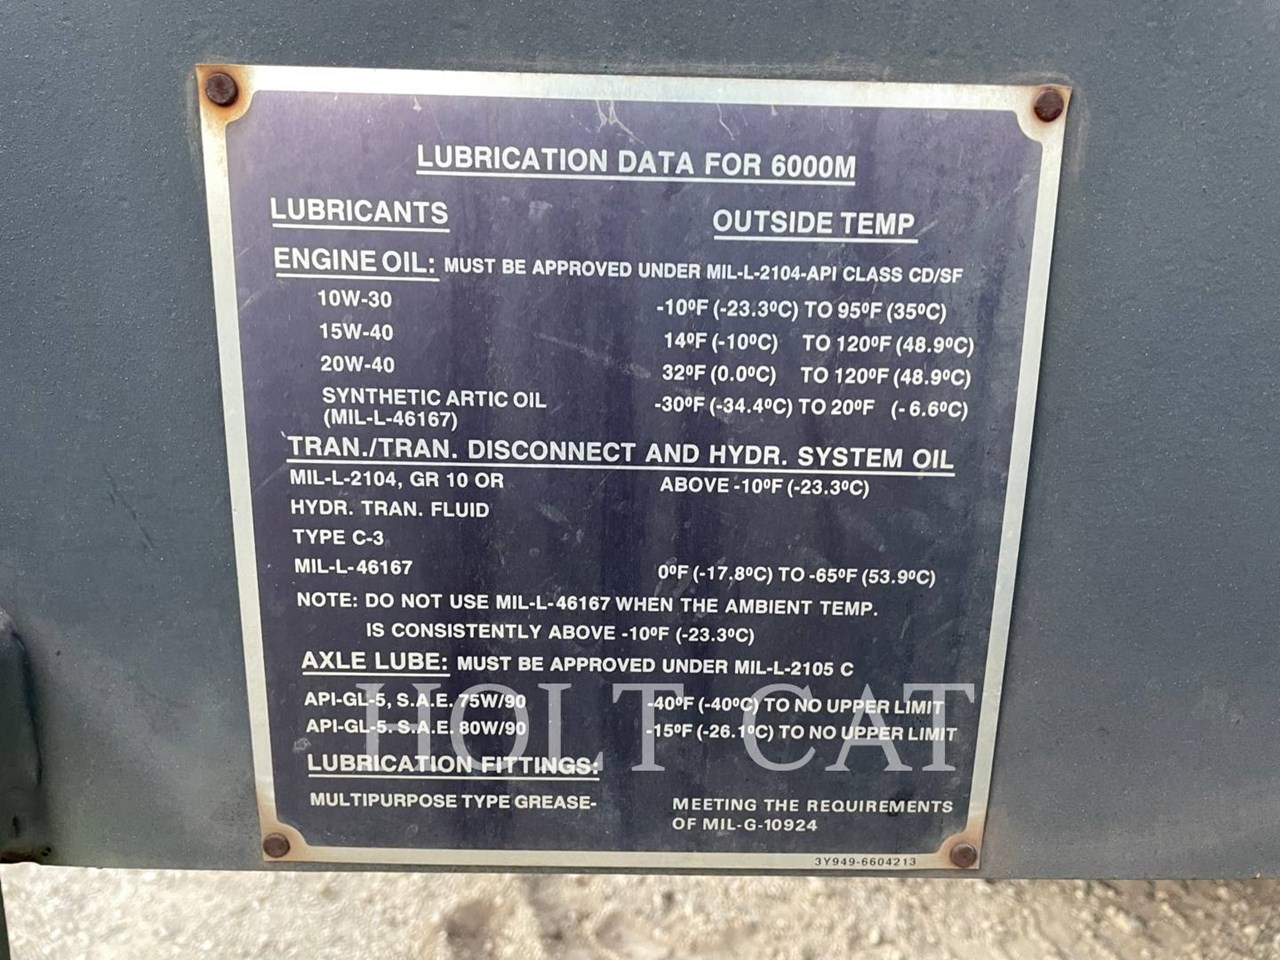 LUBRICATION DATA FOR 6000M
LUBRICANTS OUTSIDE TEMP
ENGINE OIL: MUST BE APPROVED UNDER MIL-L-2104-API CLASS CD/SF
10W-30 -10ºF (-23.3ºC) TO 95ºF (35ºC)
15W-40 14ºF (-10ºC) TO 120ºF (48.9ºC)
20W-40 32ºF (0.0ºC) TO 120ºF (48.9ºC)
SYNTHETIC ARTIC OIL -30ºF (-34.4ºC) TO 20ºF (- 6.6ºC)
(MIL-L-46167)
TRAN./TRAN. DISCONNECT AND HYDR. SYSTEM OIL
MIL-L-2104, GR 10 OR ABOVE -10ºF (-23.3ºC)
HYDR. TRAN. FLUID
TYPE C-3
MIL-L-46167 0ºF (-17.8ºC) TO -65ºF (53.9ºC)
NOTE: DO NOT USE MIL-L-46167 WHEN THE AMBIENT TEMP.
IS CONSISTENTLY ABOVE -10ºF (-23.3ºC)
AXLE LUBE: MUST BE APPROVED UNDER MIL-L-2105 C
API-GL-5, S.A.E. 75W/90 -40ºF (-40ºC) TO NO UPPER LIMIT
API-GL-5. S.A.E. 80W/90 -15ºF (-26.1ºC) TO NO UPPER LIMIT
HOLT CAT
LUBRICATION FITTINGS:
MULTIPURPOSE TYPE GREASE- MEETING THE REQUIREMENTS
OF MIL-G-10924
3Y949-6604213